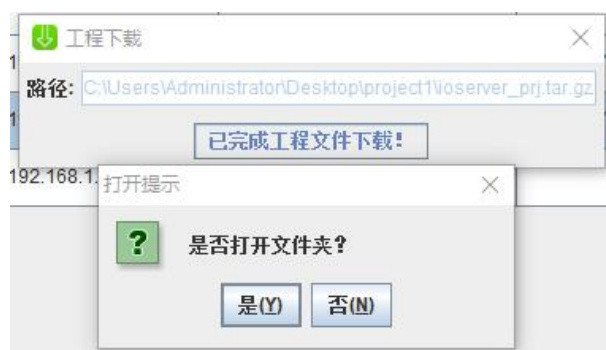 工程下载
1
路径: C:\Users\Administrator\Desktop\project1\ioserver_prj.tar.gz
1
已完成工程文件下载!
192.168.1.
打开提示
? 是否打开文件夹?
是(Y) 否(N)